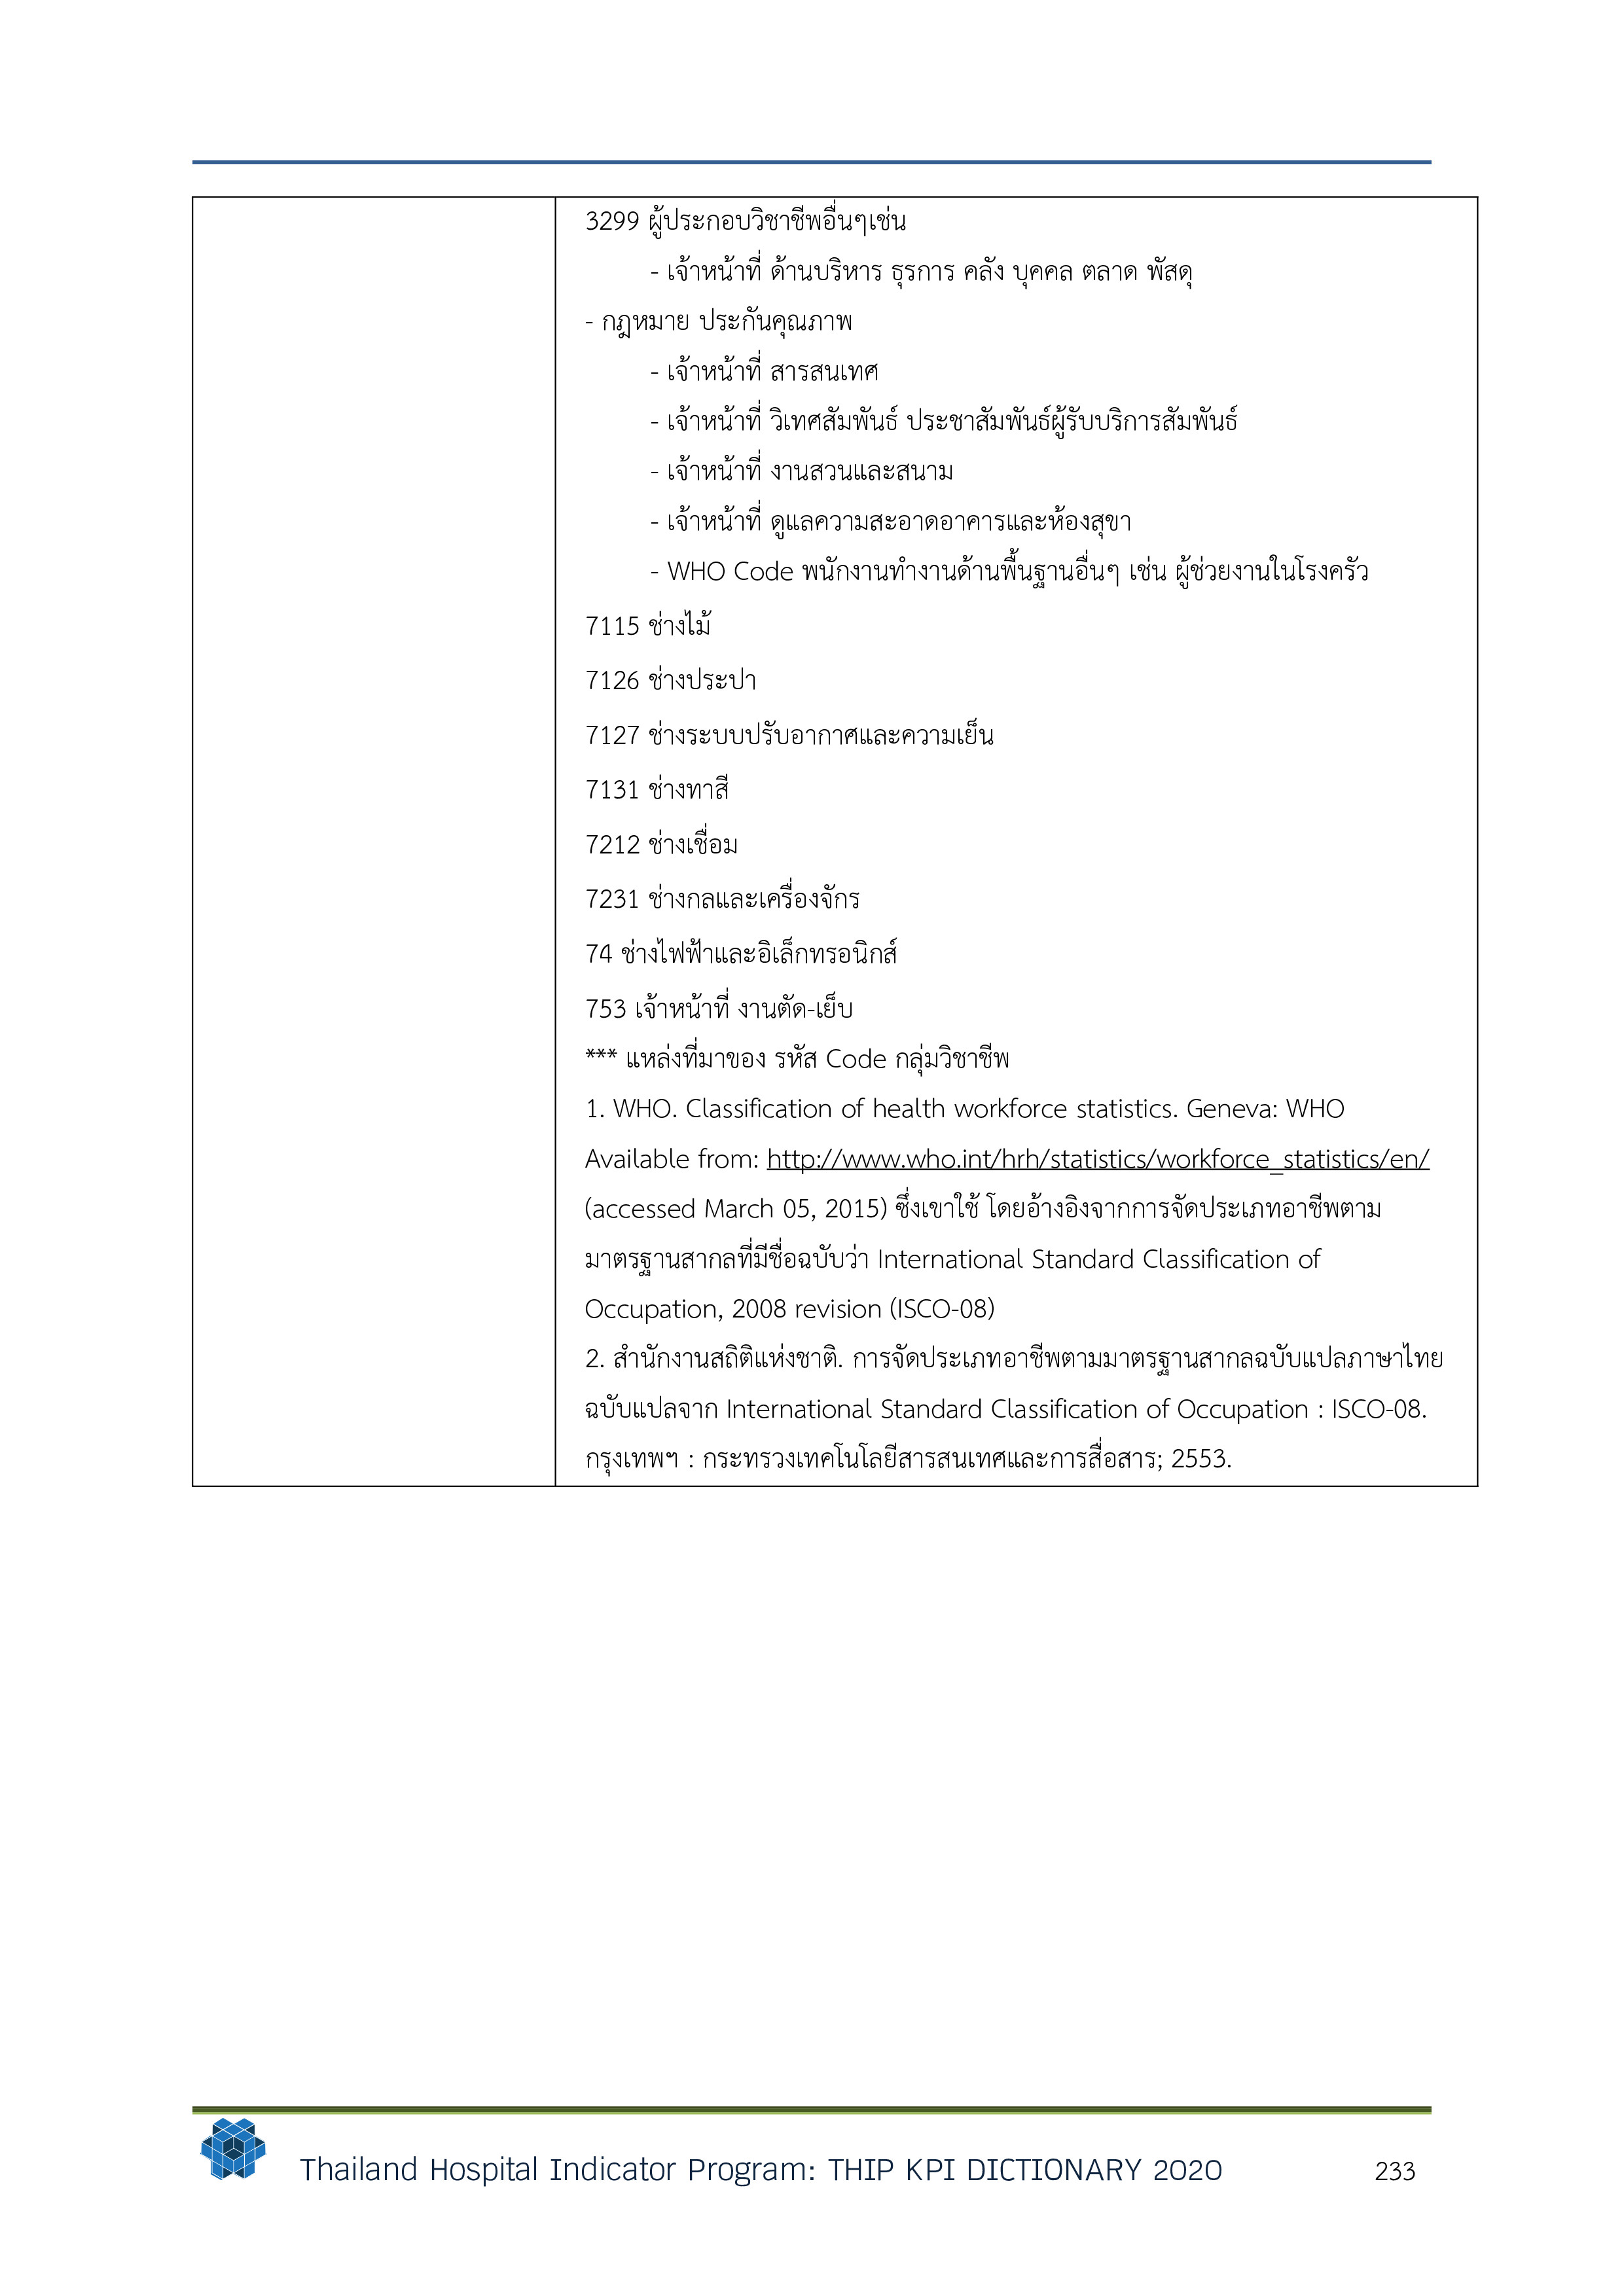 3299 ผู้ประกอบวิชาชีพอื่นๆเช่น
- เจ้าหน้าที่ ด้านบริหาร ธุรการ คลัง บุคคล ตลาด พัสดุ
- กฎหมาย ประกันคุณภาพ
- เจ้าหน้าที่ สารสนเทศ
- เจ้าหน้าที่ วิเทศสัมพันธ์ ประชาสัมพันธ์ผู้รับบริการสัมพันธ์
- เจ้าหน้าที่ งานสวนและสนาม
- เจ้าหน้าที่ ดูแลความสะอาดอาคารและห้องสุขา
- WHO Code พนักงานทำงานด้านพื้นฐานอื่นๆ เช่น ผู้ช่วยงานในโรงครัว
7115 ช่างไม้
7126 ช่างประปา
7127 ช่างระบบปรับอากาศและความเย็น
7131 ช่างทาสี
7212 ช่างเชื่อม
7231 ช่างกลและเครื่องจักร
74 ช่างไฟฟ้าและอิเล็กทรอนิกส์
753 เจ้าหน้าที่ งานตัด-เย็บ
*** แหล่งที่มาของ รหัส Code กลุ่มวิชาชีพ
1. WHO. Classification of health workforce statistics. Geneva: WHO
Available from: http://www.who.int/hrh/statistics/workforce_statistics/en/
(accessed March 05, 2015) ซึ่งเขาใช้ โดยอ้างอิงจากการจัดประเภทอาชีพตาม
มาตรฐานสากลที่มีชื่อฉบับว่า International Standard Classification of
Occupation, 2008 revision (ISCO-08)
2. สำนักงานสถิติแห่งชาติ. การจัดประเภทอาชีพตามมาตรฐานสากลฉบับแปลภาษาไทย
ฉบับแปลจาก International Standard Classification of Occupation : ISCO-08.
กรุงเทพฯ : กระทรวงเทคโนโลยีสารสนเทศและการสื่อสาร; 2553.
Thailand Hospital Indicator Program: THIP KPI DICTIONARY 2020 233